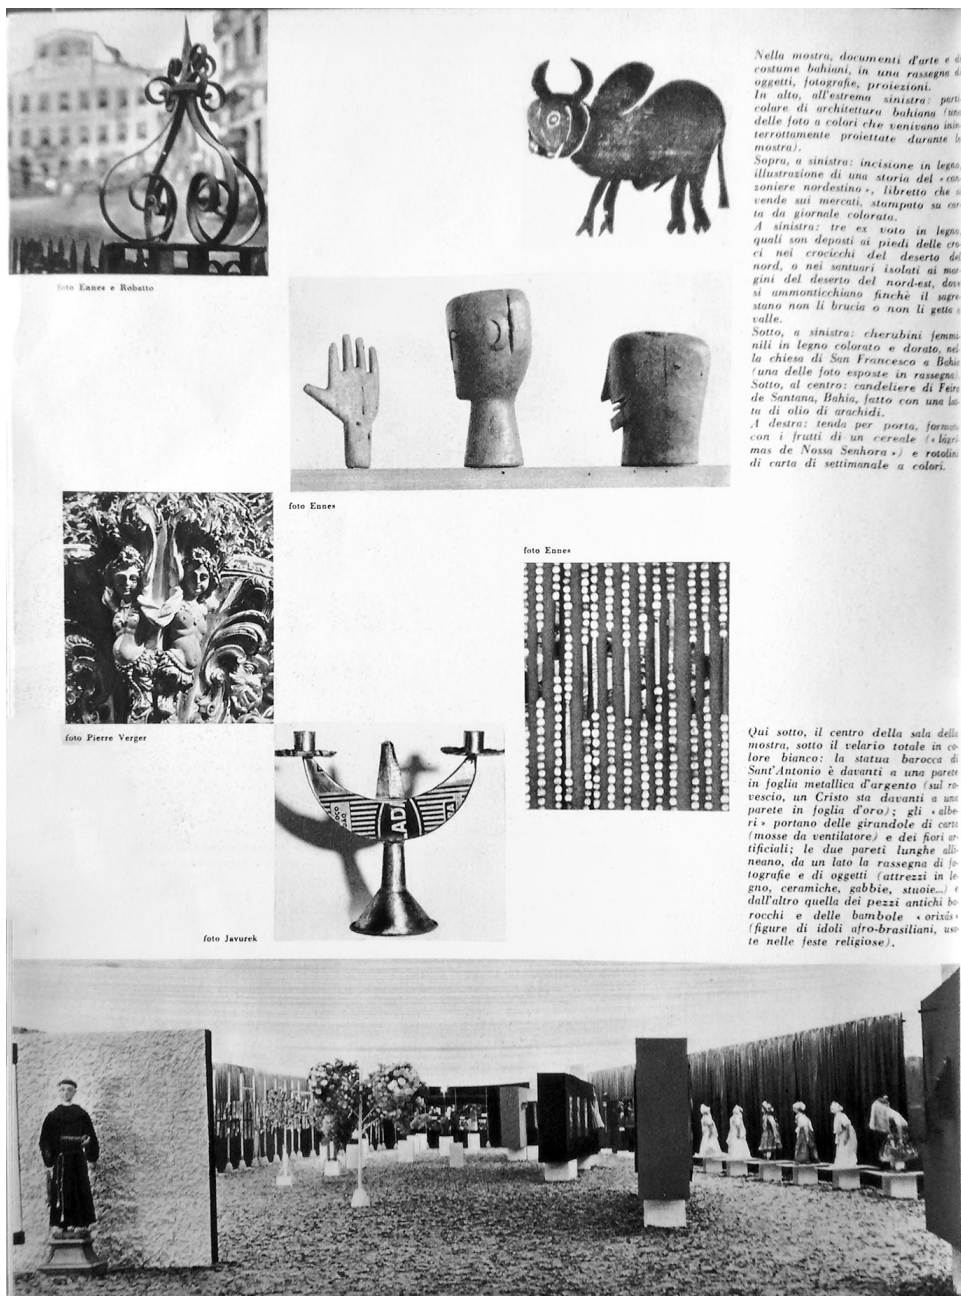 Nella mostra, documenti d'arte e di
costume bahiani, in una rassegna di
oggetti, fotografie, proiezioni.
In alto, all'estrema sinistra: parti-
colare di architettura bahiana (una
delle foto a colori che venivano inin-
terrottamente proiettate durante la
mostra).
Sopra, a sinistra: incisione in legno,
illustrazione di una storia del « can-
zoniere nordestino », libretto che si
vende sui mercati, stampato su car-
ta da giornale colorata.
A sinistra: tre ex voto in legno,
quali son deposti ai piedi delle cro-
ci nei crocicchi del deserto del
nord, o nei santuari isolati ai mar-
gini del deserto del nord-est, dove
si ammonticchiano finchè il sagre-
stano non li brucia o non li getta a
valle.
Sotto, a sinistra: cherubini femmi-
nili in legno colorato e dorato, nel-
la chiesa di San Francesco a Bahia
(una delle foto esposte in rassegna).
Sotto, al centro: candeliere di Feira
de Santana, Bahia, fatto con una lat-
ta di olio di arachidi.
A destra: tenda per porta, formata
con i frutti di un cereale (« lágri-
mas de Nossa Senhora ») e rotolini
di carta di settimanale a colori.
foto Eanes e Robatto
foto Ennes
foto Ennes
foto Pierre Verger
LAD
foto Javurek
Qui sotto, il centro della sala della
mostra, sotto il velario totale in co-
lore bianco: la statua barocca di
Sant'Antonio è davanti a una parete
in foglia metallica d'argento (sul ro-
vescio, un Cristo sta davanti a una
parete in foglia d'oro); gli « albe-
ri » portano delle girandole di carta
(mosse da ventilatore) e dei fiori ar-
tificiali; le due pareti lunghe alli-
neano, da un lato la rassegna di fo-
tografie e di oggetti (attrezzi in le-
gno, ceramiche, gabbie, stuoie...) e
dall'altro quella dei pezzi antichi ba-
rocchi e delle bambole « orixás »
(figure di idoli afro-brasiliani, usa-
te nelle feste religiose).